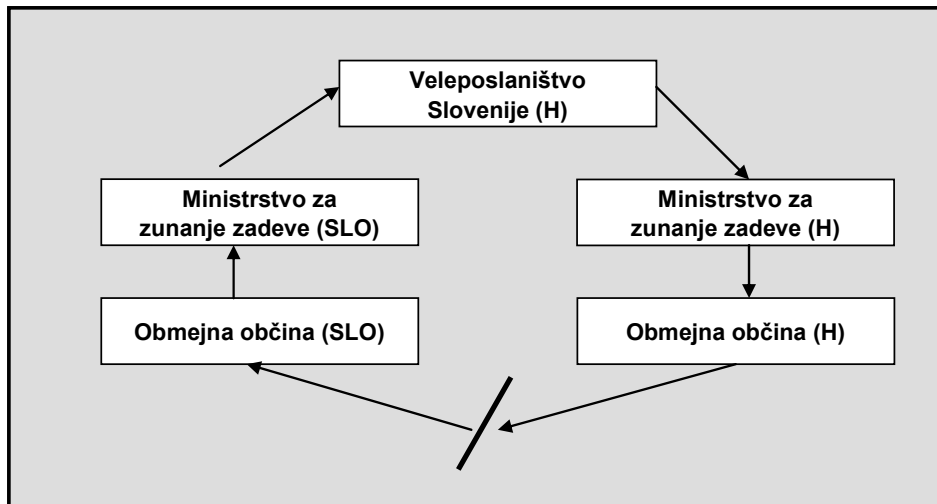 Veleposlaništvo
Slovenije (H)
Ministrstvo za
zunanje zadeve (SLO)
Ministrstvo za
zunanje zadeve (H)
Obmejna občina (SLO)
Obmejna občina (H)